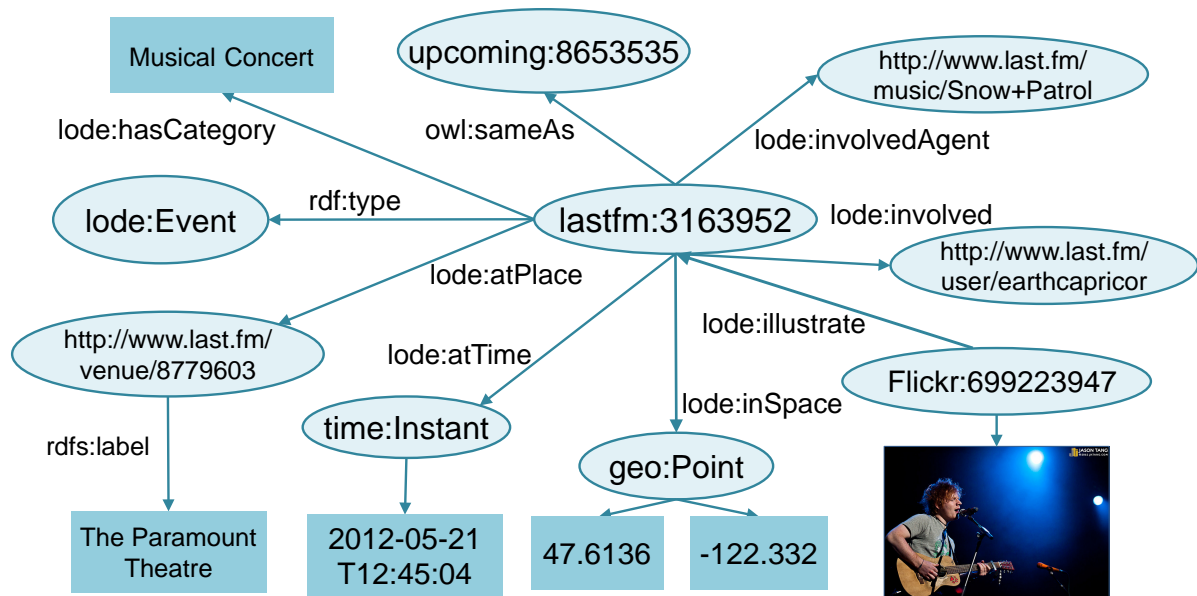 Musical Concert
upcoming:8653535
http://www.last.fm/
music/Snow+Patrol
lode:hasCategory
owl:sameAs
lode:involvedAgent
lode:Event
rdf:type
lastfm:3163952
lode:involved
http://www.last.fm/
user/earthcapricor
lode:atPlace
http://www.last.fm/
venue/8779603
lode:atTime
lode:illustrate
Flickr:699223947
lode:inSpace
time:Instant
rdfs:label
geo:Point
JASON TANG
The Paramount
Theatre
2012-05-21
T12:45:04
47.6136
-122.332